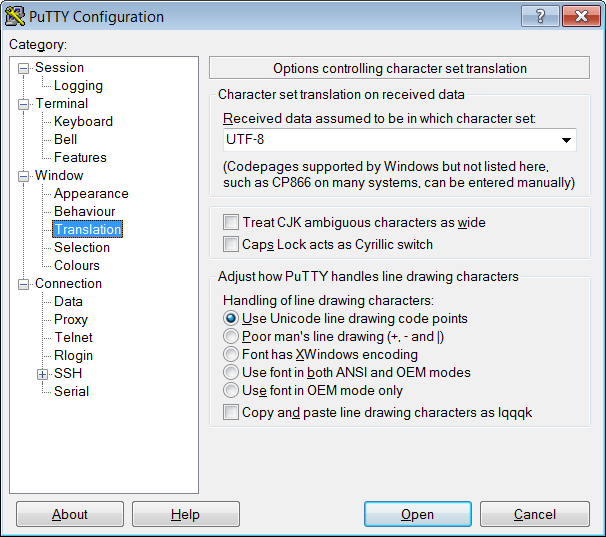 PuTTY Configuration
Category:
Session
Logging
Terminal
Keyboard
Bell
Features
Window
Appearance
Behaviour
Translation
Selection
Colours
Connection
Data
Proxy
Telnet
Rlogin
SSH
Serial
Options controlling character set translation
Character set translation on received data
Received data assumed to be in which character set:
UTF-8
(Codepages supported by Windows but not listed here,
such as CP866 on many systems, can be entered manually)
Treat CJK ambiguous characters as wide
Caps Lock acts as Cyrillic switch
Adjust how PuTTY handles line drawing characters
Handling of line drawing characters:
Use Unicode line drawing code points
Poor man's line drawing (+, - and |)
Font has XWindows encoding
Use font in both ANSI and OEM modes
Use font in OEM mode only
Copy and paste line drawing characters as lqqqk
About
Help
Open
Cancel